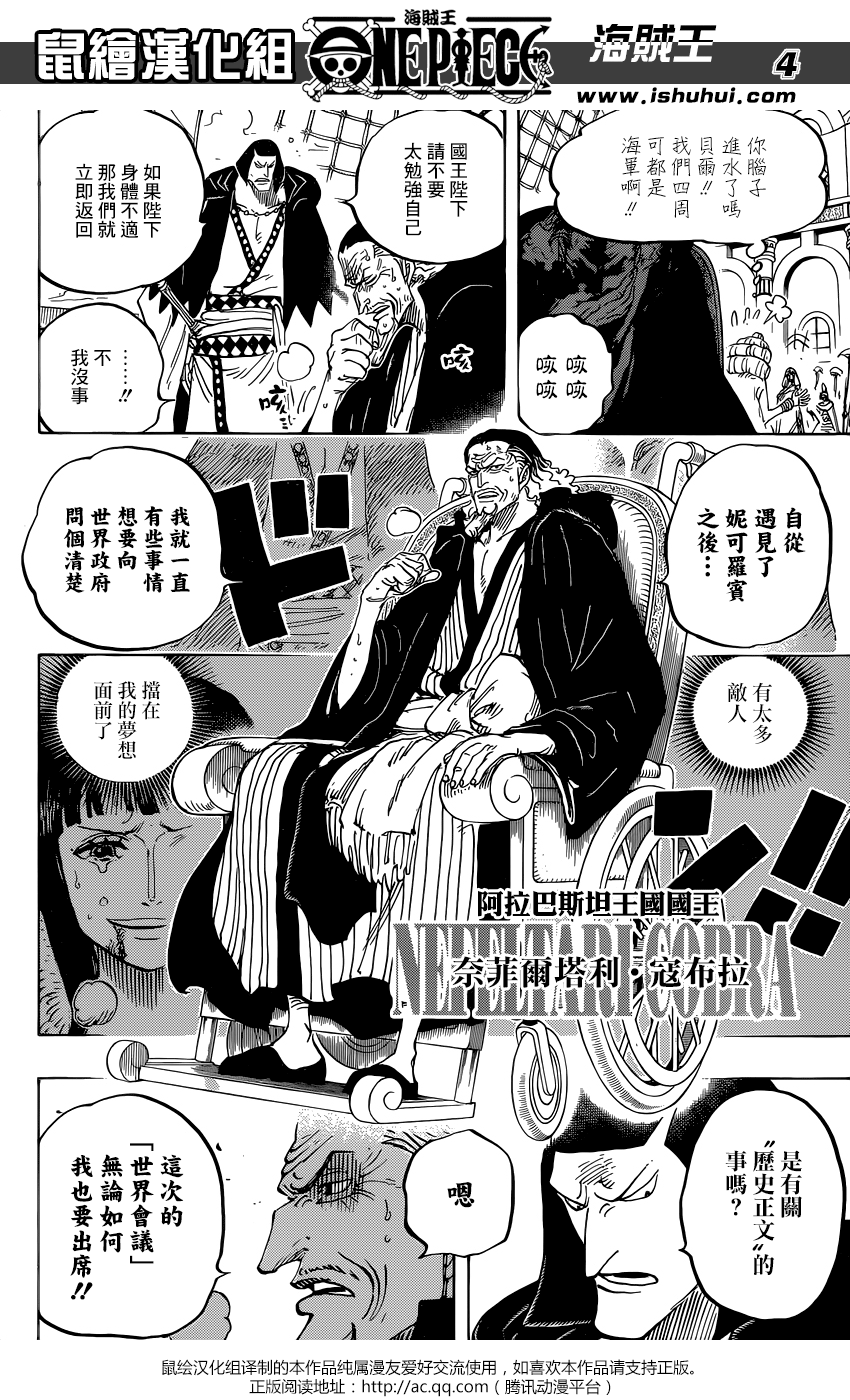 鼠繪漢化組
海賊王
ONE PIECE
海賊王
4
www.ishuhui.com
你腦子
進水了嗎
貝爾!!
我們四周
可都是
海軍啊!!
咳咳
咳咳
國王陛下
請不要
太勉強自己
如果陛下
身體不適
那我們就
立即返回
咳
咳
……!!
不
我沒事
自從
遇見了
妮可羅賓
之後…
我就一直
有些事情
想要向
世界政府
問個清楚
ドン!!
有太多
敵人
擋在
我的夢想
面前了
阿拉巴斯坦王國國王
NEFELTARI·COBRA
奈菲爾塔利·寇布拉
是有關
〝歷史正文〞的
事嗎?
嗯
這次的
「世界會議」
無論如何
我也要出席!!
鼠绘汉化组译制的本作品纯属漫友爱好交流使用，如喜欢本作品请支持正版。
正版阅读地址：http://ac.qq.com（腾讯动漫平台）